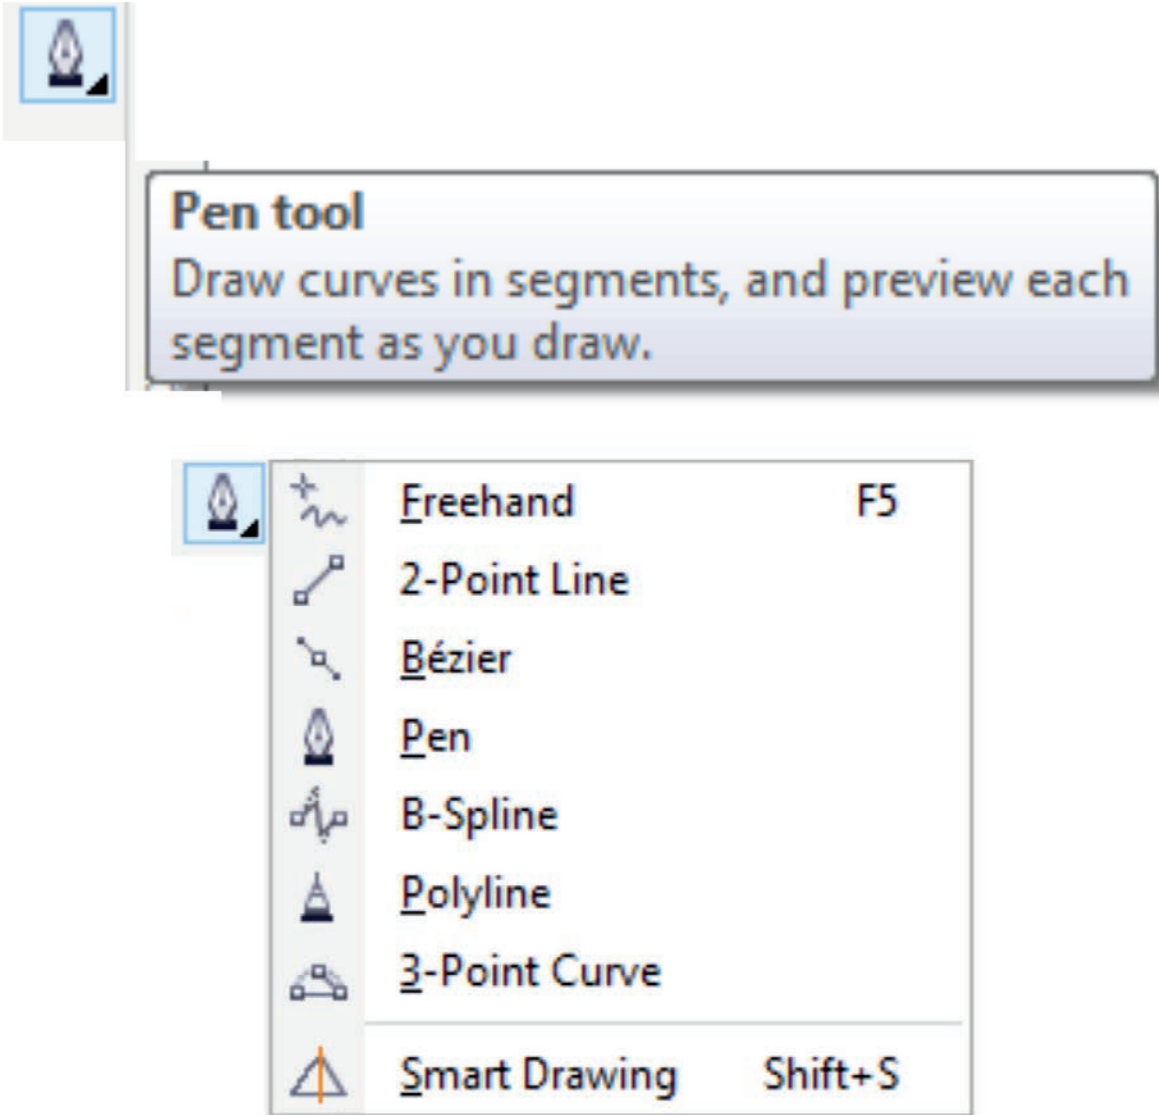 Pen tool
Draw curves in segments, and preview each
segment as you draw.
Freehand F5
2-Point Line
Bézier
Pen
B-Spline
Polyline
3-Point Curve
Smart Drawing Shift+S